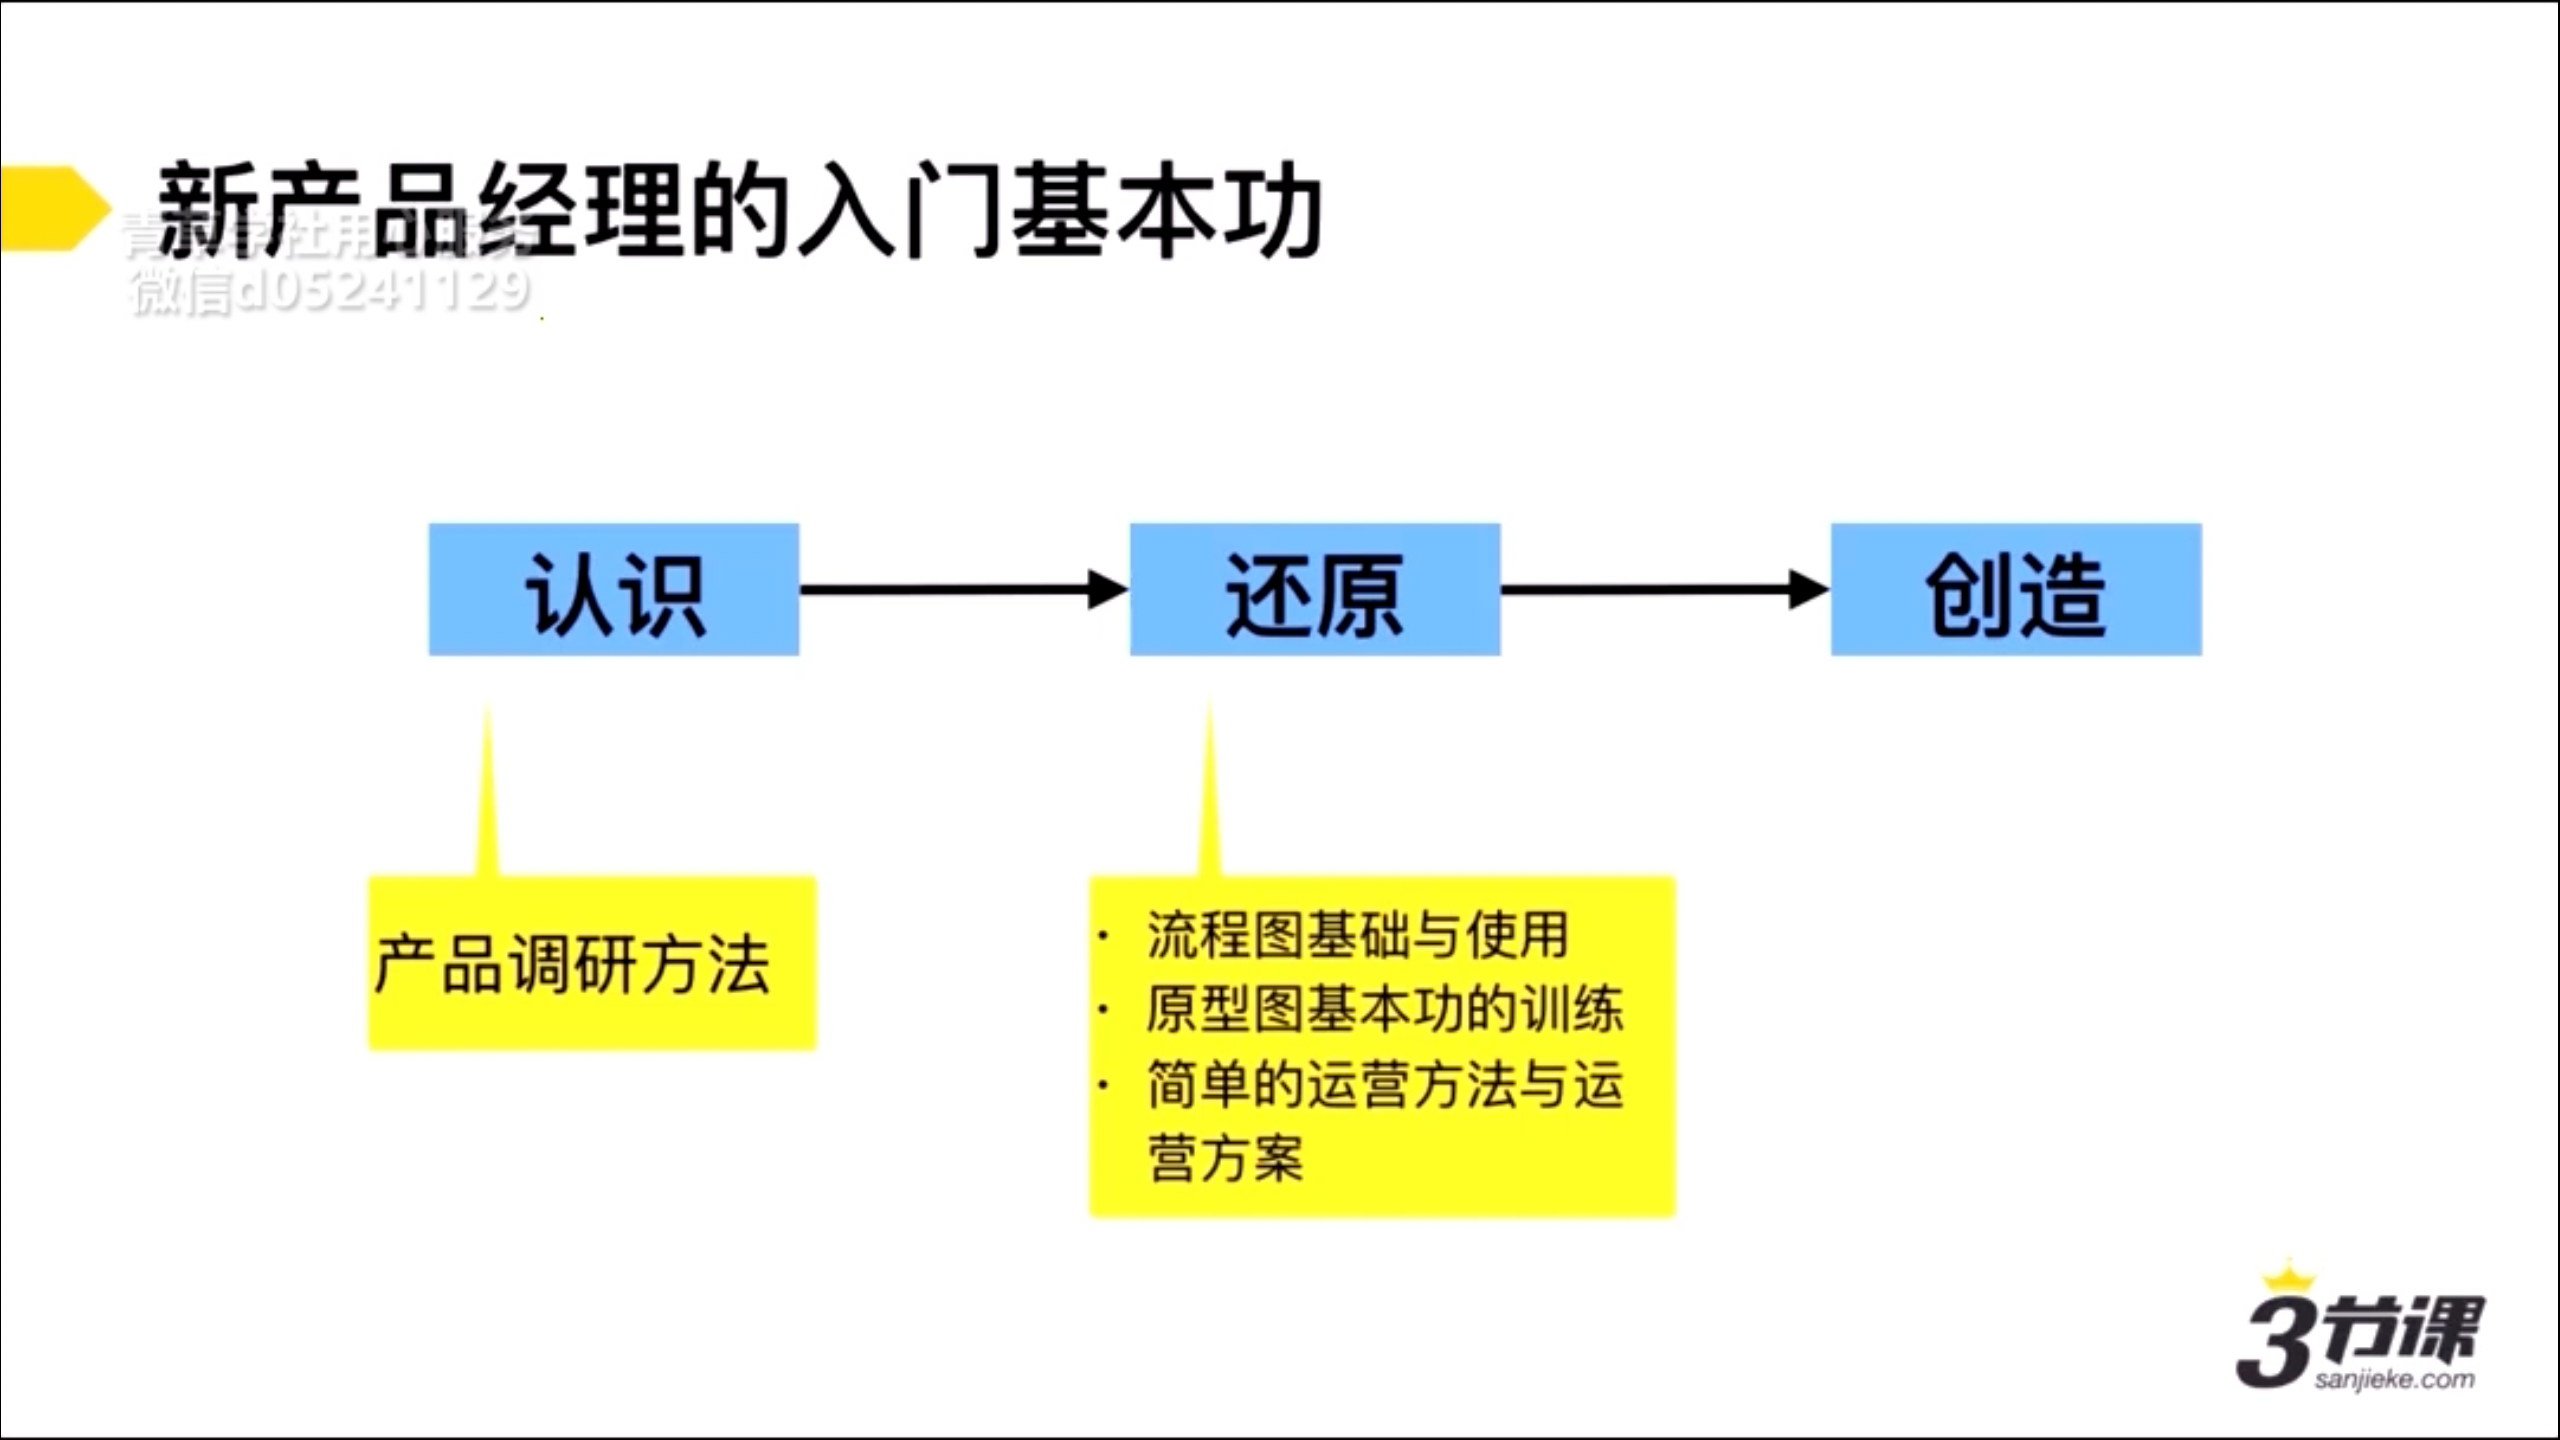 新产品经理的入门基本功
微信d05241129
认识
还原
创造
产品调研方法
· 流程图基础与使用
· 原型图基本功的训练
· 简单的运营方法与运
营方案
3节课
sanjieke.com